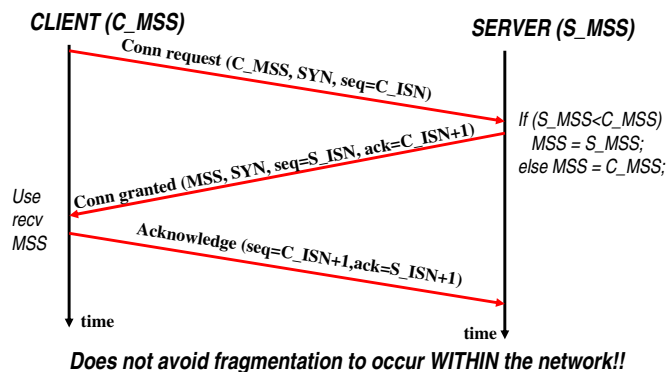 CLIENT (C_MSS)
SERVER (S_MSS)
Conn request (C_MSS, SYN, seq=C_ISN)
If (S_MSS<C_MSS)
MSS = S_MSS;
else MSS = C_MSS;
Conn granted (MSS, SYN, seq=S_ISN, ack=C_ISN+1)
Use
recv
MSS
Acknowledge (seq=C_ISN+1,ack=S_ISN+1)
time
time
Does not avoid fragmentation to occur WITHIN the network!!